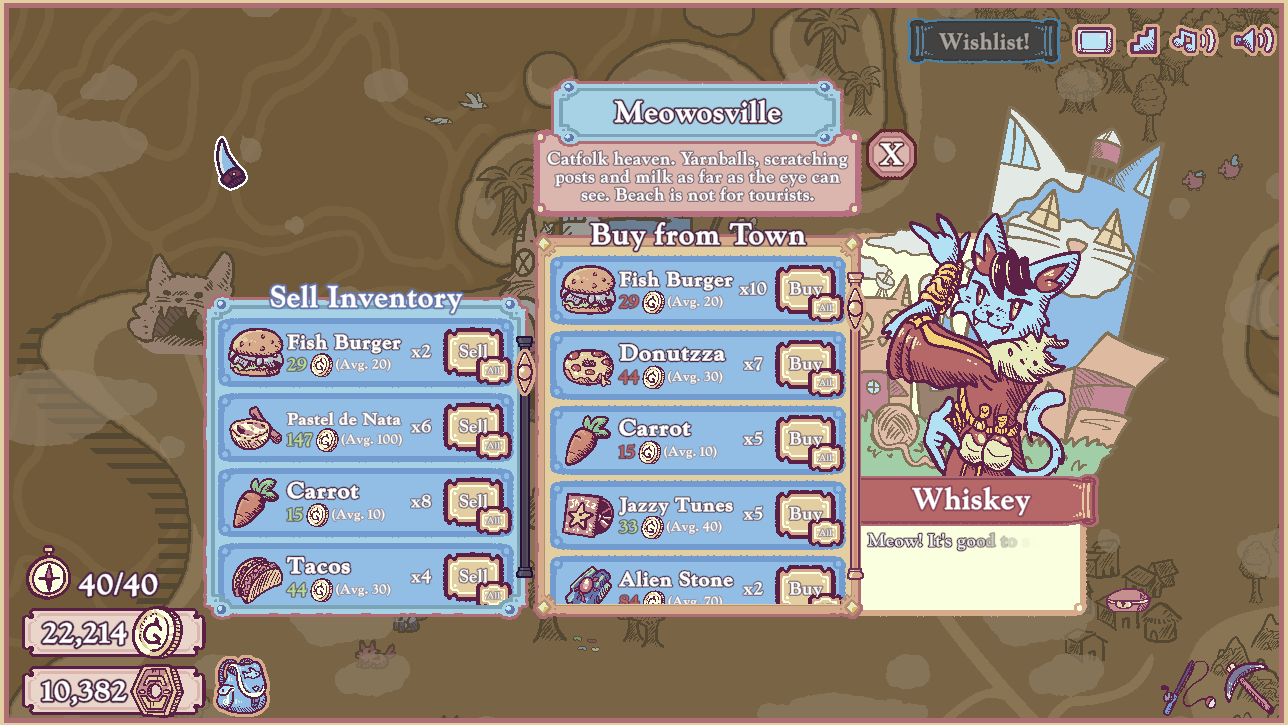 Wishlist!
Meowosville
Catfolk heaven. Yarnballs, scratching
posts and milk as far as the eye can
see. Beach is not for tourists.
X
Sell Inventory
Fish Burger
29 (Avg. 20)
x2
Sell
All
Pastel de Nata
147 (Avg. 100)
x6
Sell
All
Carrot
15 (Avg. 10)
x8
Sell
All
Tacos
44 (Avg. 30)
x4
Sell
All
Buy from Town
Fish Burger
29 (Avg. 20)
x10
Buy
All
Donutzza
44 (Avg. 30)
x7
Buy
All
Carrot
15 (Avg. 10)
x5
Buy
All
Jazzy Tunes
33 (Avg. 40)
x5
Buy
All
Alien Stone
84 (Avg. 70)
x2
Buy
All
Whiskey
Meow! It's good to
40/40
22,214
10,382